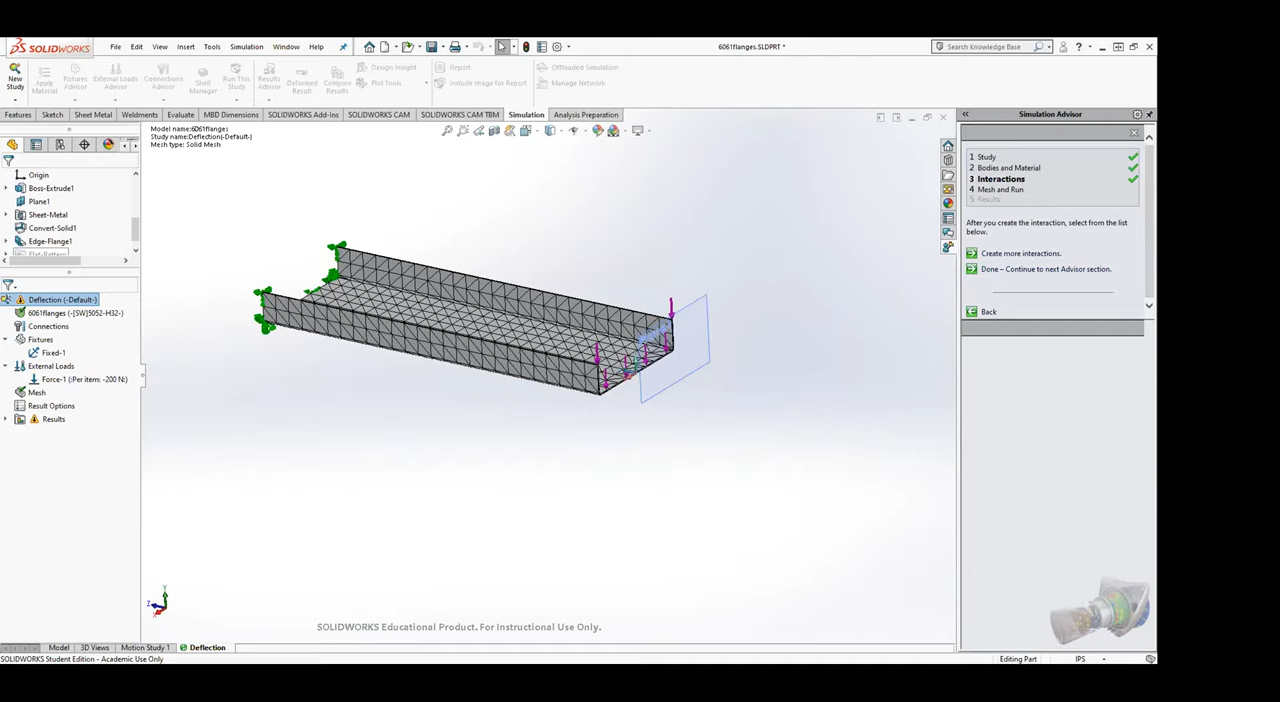 SOLIDWORKS File Edit View Insert Tools Simulation Window Help 6061flanges.SLDPRT * Search Knowledge Base
New Study
Apply Material
Fixtures Advisor
External Loads Advisor
Connections Advisor
Shell Manager
Run This Study
Results Advisor
Deformed Result
Compare Results
Design Insight
Plot Tools
Report
Include Image for Report
Offloaded Simulation
Manage Network
Features Sketch Sheet Metal Weldments Evaluate MBD Dimensions SOLIDWORKS Add-Ins SOLIDWORKS CAM SOLIDWORKS CAM TBM Simulation Analysis Preparation
Model name:6061flanges
Study name:Deflection(-Default-)
Mesh type: Solid Mesh
Origin
Boss-Extrude1
Plane1
Sheet-Metal
Convert-Solid1
Edge-Flange1
Flat-Pattern
Deflection (-Default-)
6061flanges (-[SW]5052-H32-)
Connections
Fixtures
Fixed-1
External Loads
Force-1 (:Per item: -200 N:)
Mesh
Result Options
Results
Y
Z
X
SOLIDWORKS Educational Product. For Instructional Use Only.
Simulation Advisor
1 Study
2 Bodies and Material
3 Interactions
4 Mesh and Run
5 Results
After you create the interaction, select from the list
below.
Create more interactions.
Done – Continue to next Advisor section.
Back
Model 3D Views Motion Study 1 Deflection
SOLIDWORKS Student Edition - Academic Use Only Editing Part IPS